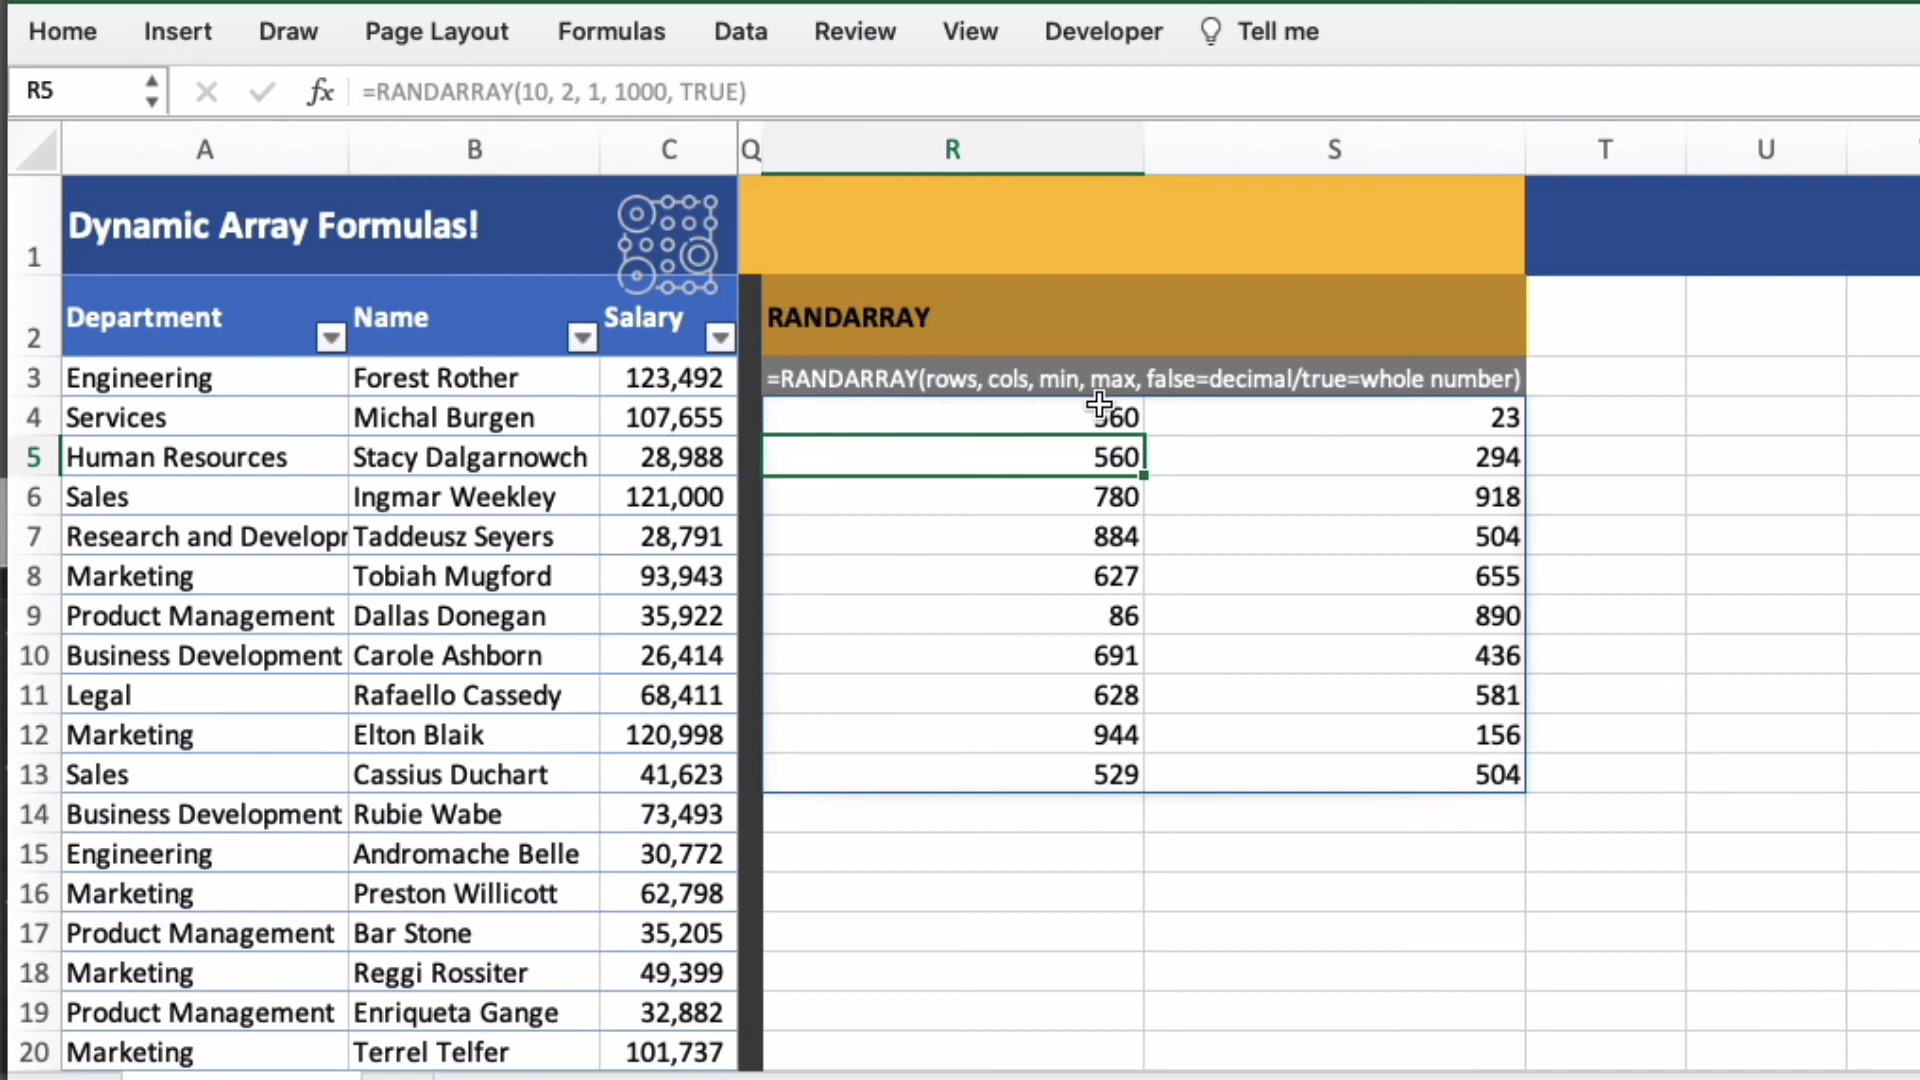 Home Insert Draw Page Layout Formulas Data Review View Developer Tell me
R5 fx =RANDARRAY(10, 2, 1, 1000, TRUE)
A B C Q R S T U
1 Dynamic Array Formulas!
2 Department Name Salary RANDARRAY
3 Engineering Forest Rother 123,492 =RANDARRAY(rows, cols, min, max, false=decimal/true=whole number)
4 Services Michal Burgen 107,655 23
5 Human Resources Stacy Dalgarnowch 28,988 560 294
6 Sales Ingmar Weekley 121,000 780 918
7 Research and Developr Taddeusz Seyers 28,791 884 504
8 Marketing Tobiah Mugford 93,943 627 655
9 Product Management Dallas Donegan 35,922 86 890
10 Business Development Carole Ashborn 26,414 691 436
11 Legal Rafaello Cassedy 68,411 628 581
12 Marketing Elton Blaik 120,998 944 156
13 Sales Cassius Duchart 41,623 529 504
14 Business Development Rubie Wabe 73,493
15 Engineering Andromache Belle 30,772
16 Marketing Preston Willicott 62,798
17 Product Management Bar Stone 35,205
18 Marketing Reggi Rossiter 49,399
19 Product Management Enriqueta Gange 32,882
20 Marketing Terrel Telfer 101,737